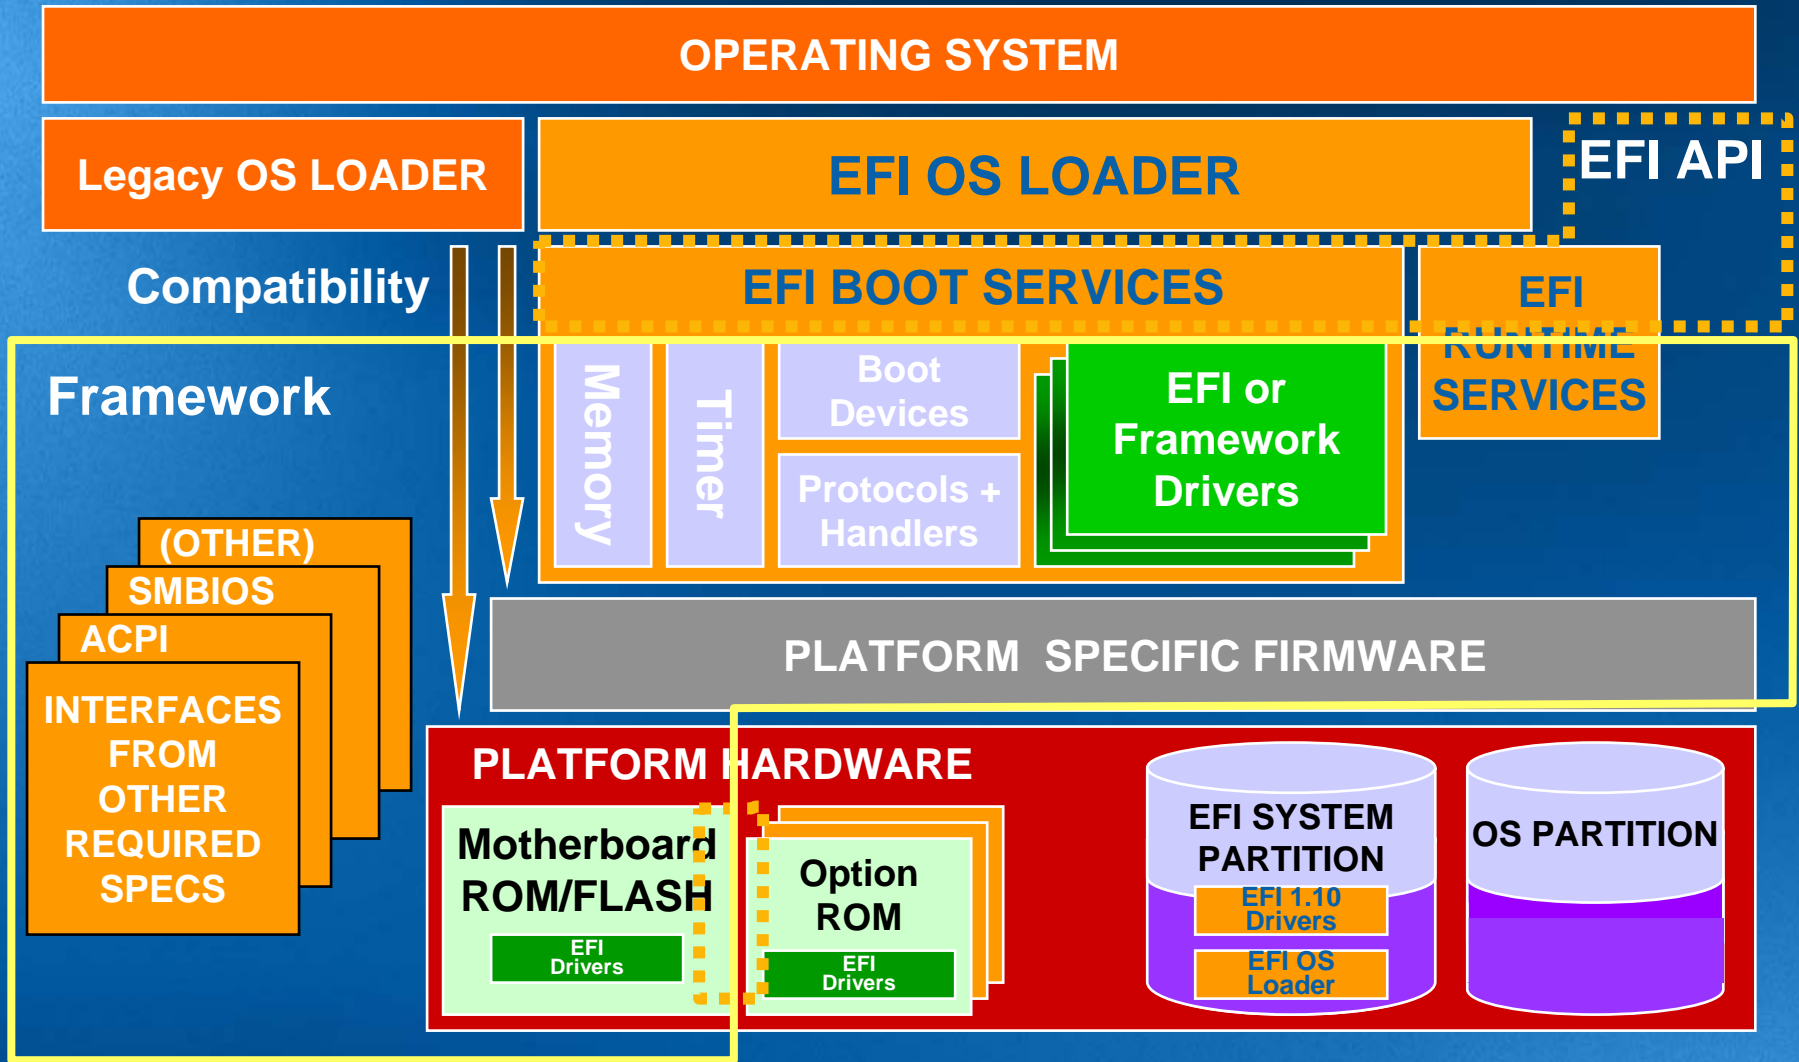 OPERATING SYSTEM
Legacy OS LOADER
EFI OS LOADER
EFI API
Compatibility
EFI BOOT SERVICES
EFI
RUNTIME
SERVICES
Framework
Memory
Timer
Boot
Devices
Protocols +
Handlers
EFI or
Framework
Drivers
(OTHER)
SMBIOS
ACPI
INTERFACES
FROM
OTHER
REQUIRED
SPECS
PLATFORM SPECIFIC FIRMWARE
PLATFORM HARDWARE
Motherboard
ROM/FLASH
EFI
Drivers
Option
ROM
EFI
Drivers
EFI SYSTEM
PARTITION
EFI 1.10
Drivers
EFI OS
Loader
OS PARTITION